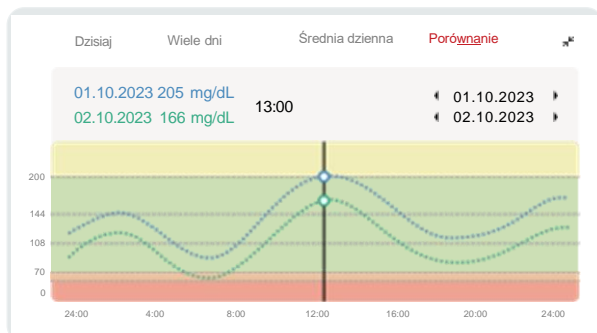 Dzisiaj Wiele dni Średnia dzienna Porównanie
01.10.2023 205 mg/dL
02.10.2023 166 mg/dL
13:00
01.10.2023
02.10.2023
200
144
108
70
0
24:00 4:00 8:00 12:00 16:00 20:00 24:00